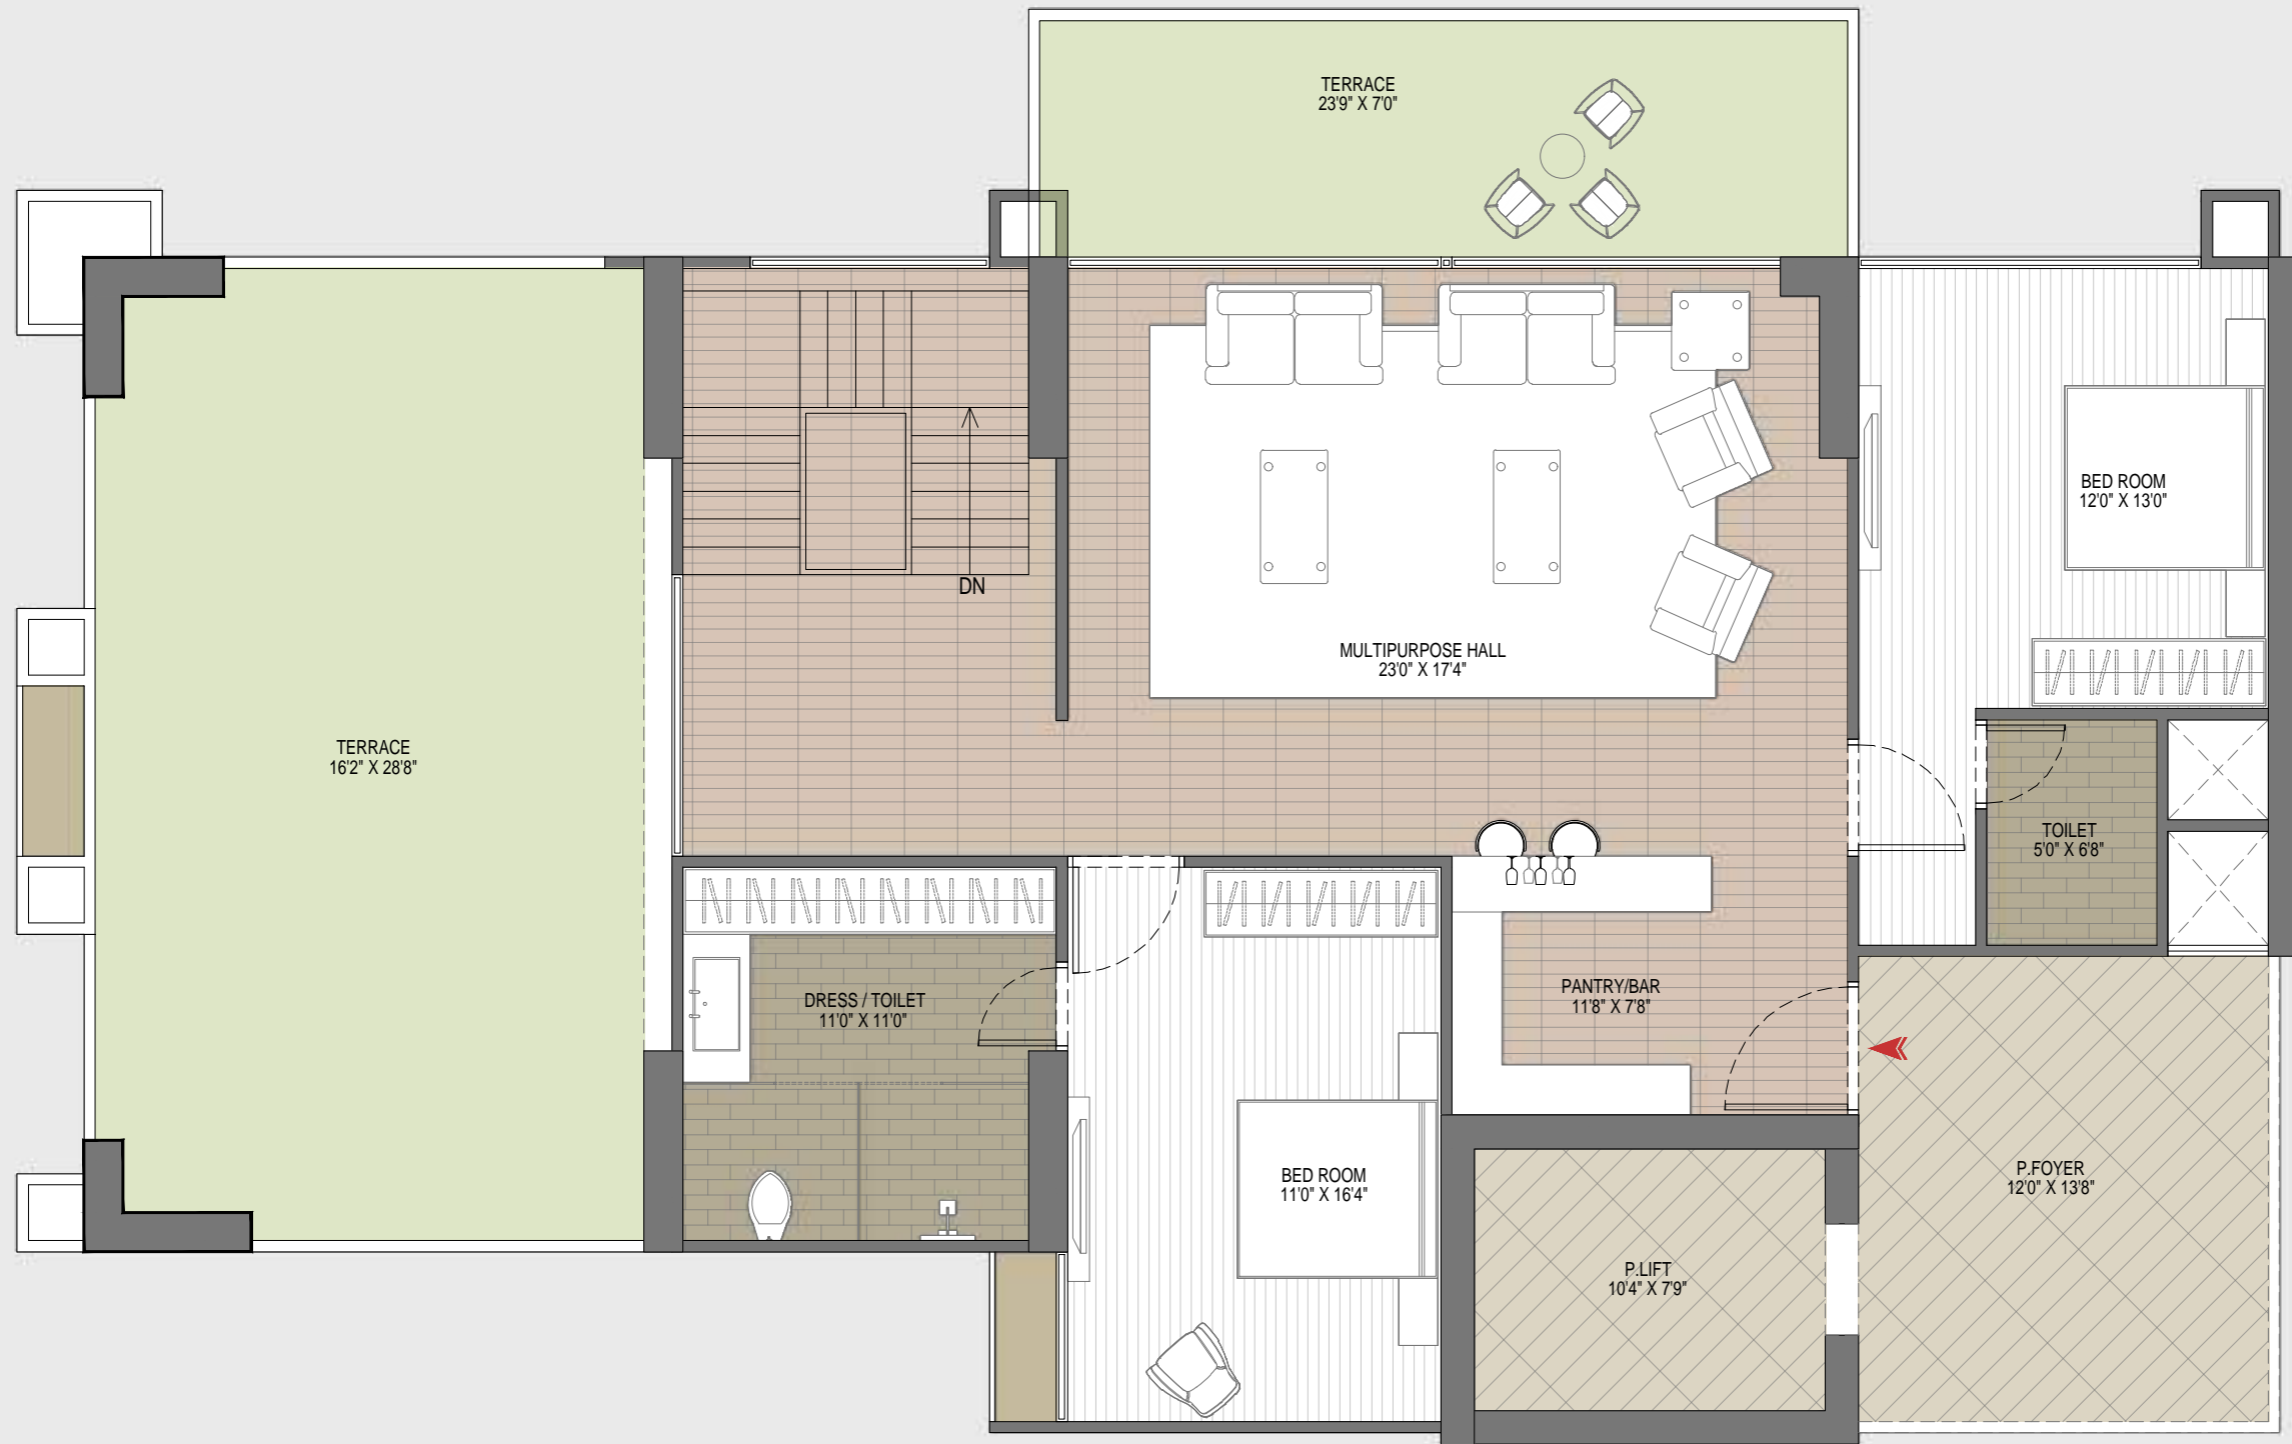 TERRACE
23'9" X 7'0"
BED ROOM
12'0" X 13'0"
DN
MULTIPURPOSE HALL
23'0" X 17'4"
TERRACE
16'2" X 28'8"
TOILET
5'0" X 6'8"
DRESS / TOILET
11'0" X 11'0"
PANTRY/BAR
11'8" X 7'8"
BED ROOM
11'0" X 16'4"
P.FOYER
12'0" X 13'8"
P.LIFT
10'4" X 7'9"